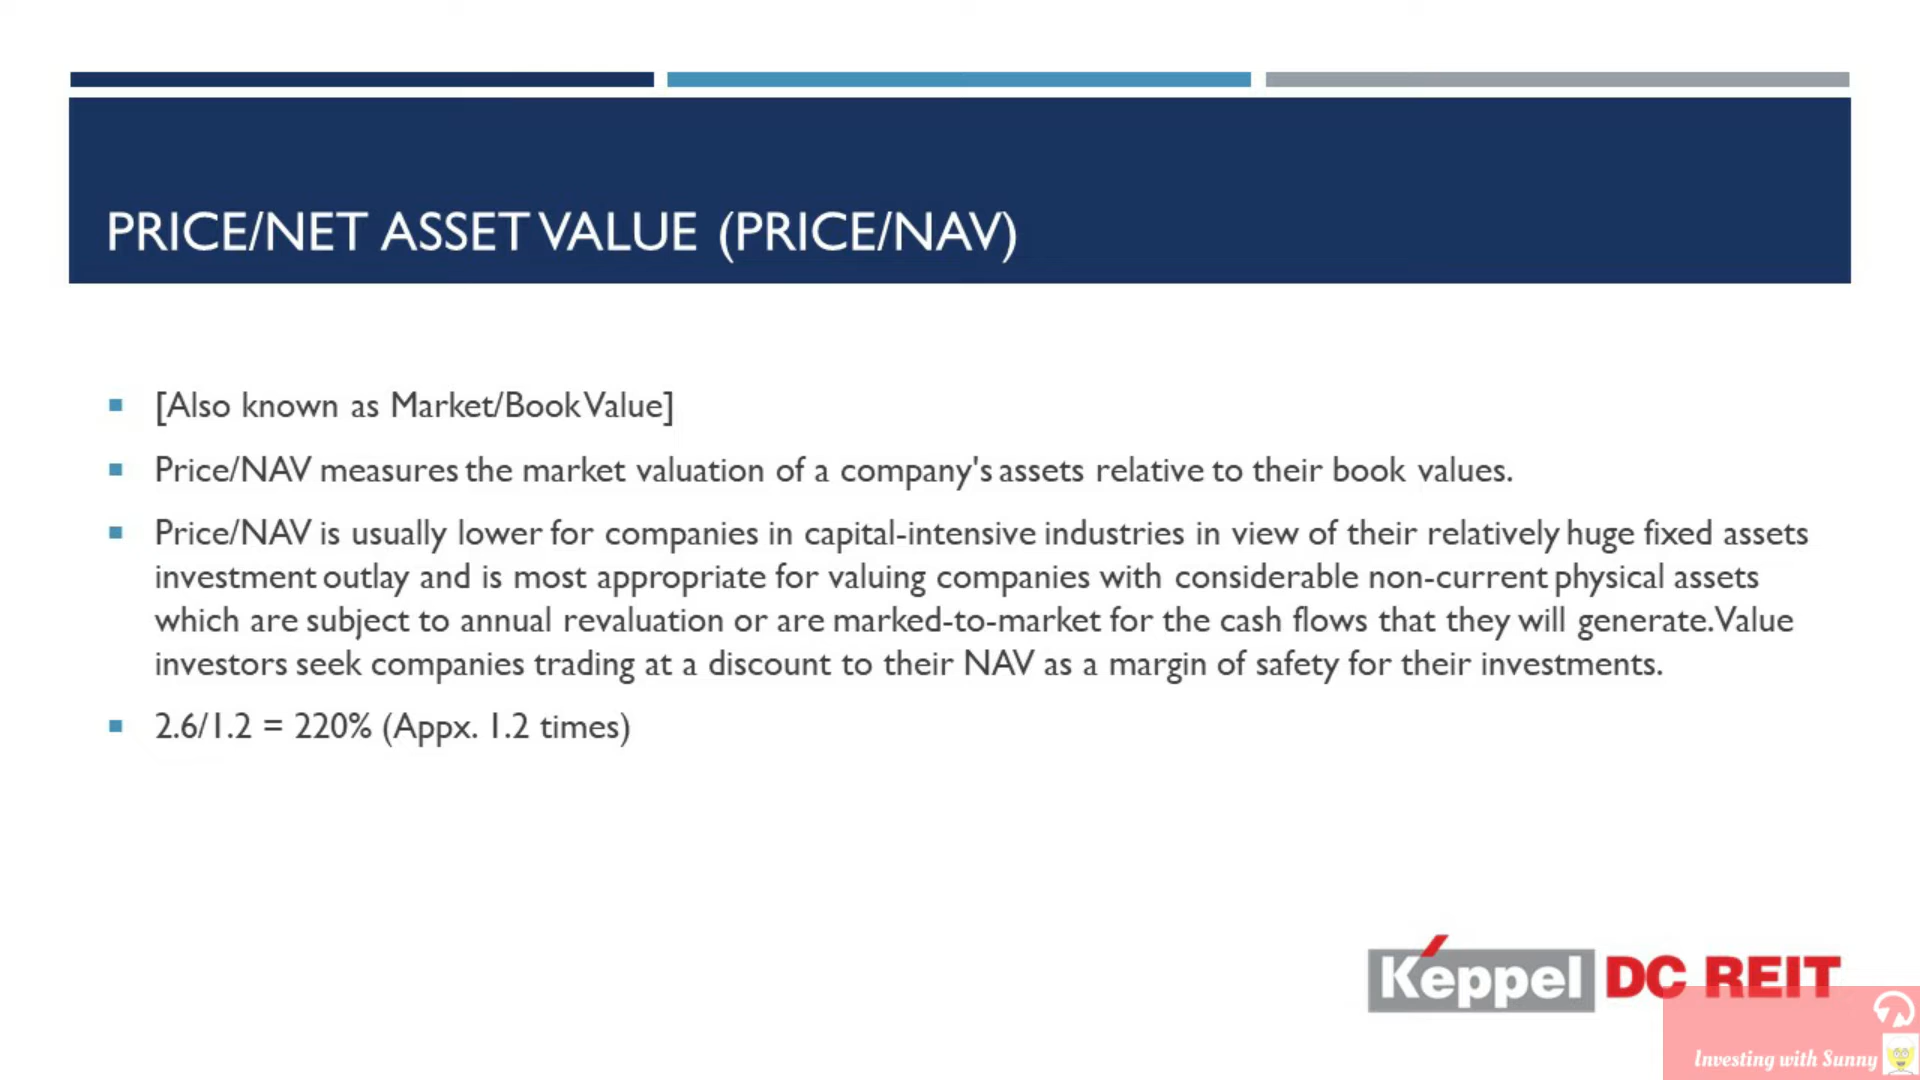 PRICE/NET ASSET VALUE (PRICE/NAV)
[Also known as Market/Book Value]
Price/NAV measures the market valuation of a company's assets relative to their book values.
Price/NAV is usually lower for companies in capital-intensive industries in view of their relatively huge fixed assets
investment outlay and is most appropriate for valuing companies with considerable non-current physical assets
which are subject to annual revaluation or are marked-to-market for the cash flows that they will generate. Value
investors seek companies trading at a discount to their NAV as a margin of safety for their investments.
2.6/1.2 = 220% (Appx. 1.2 times)
Keppel DC REIT
Investing with Sunny